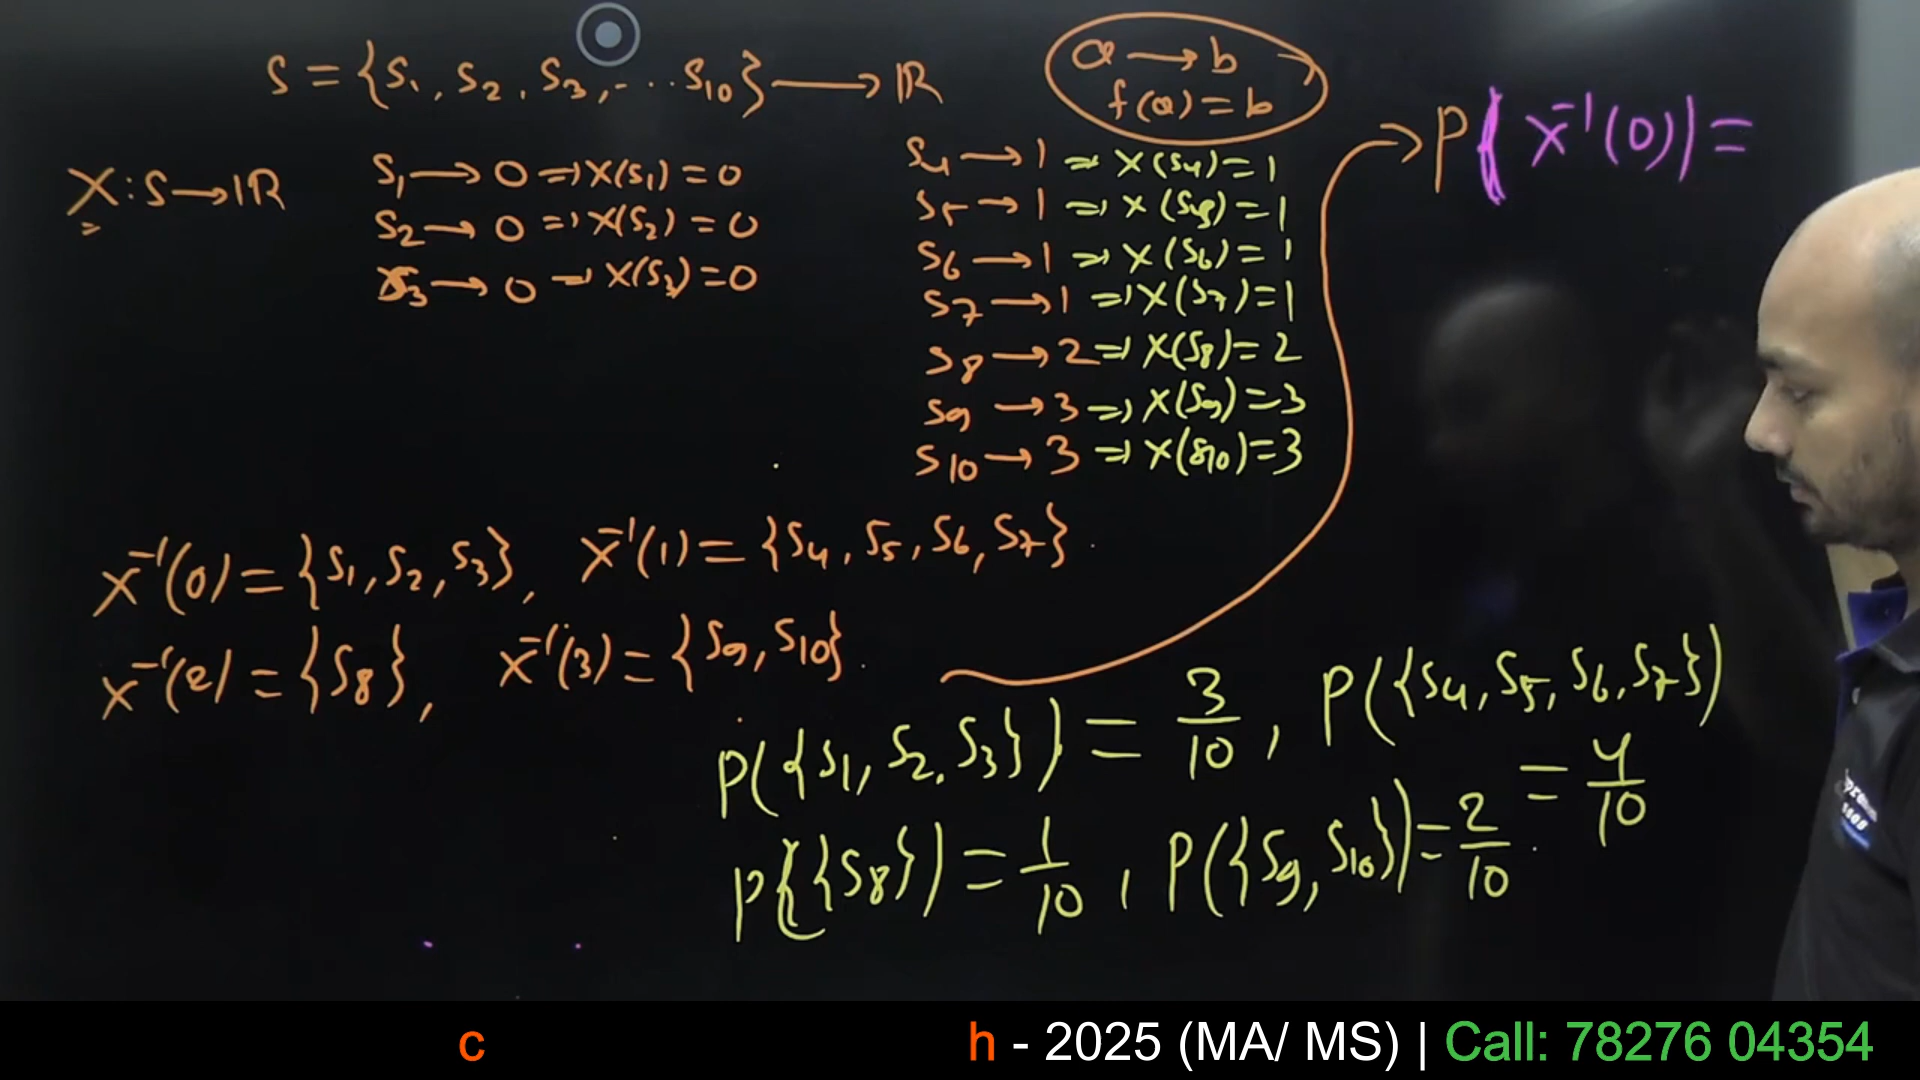 S = {S₁, S₂, S₃, ... S₁₀} ⟶ ℝ
a ⟶ b
f(a) = b
X : S → ℝ
S₁ → 0 ⇒ X(S₁) = 0
S₂ → 0 ⇒ X(S₂) = 0
S₃ → 0 ⇒ X(S₃) = 0
S₄ → 1 ⇒ X(S₄) = 1
S₅ → 1 ⇒ X(S₅) = 1
S₆ → 1 ⇒ X(S₆) = 1
S₇ → 1 ⇒ X(S₇) = 1
S₈ → 2 ⇒ X(S₈) = 2
S₉ → 3 ⇒ X(S₉) = 3
S₁₀ → 3 ⇒ X(S₁₀) = 3
P(X⁻¹(0)) =
X⁻¹(0) = {S₁, S₂, S₃}, X⁻¹(1) = {S₄, S₅, S₆, S₇}.
X⁻¹(2) = {S₈}, X⁻¹(3) = {S₉, S₁₀}.
P({S₁, S₂, S₃}) = 3/10, P({S₄, S₅, S₆, S₇})
= 4/10
P({S₈}) = 1/10, P({S₉, S₁₀}) = 2/10.
c h - 2025 (MA/ MS) | Call: 78276 04354